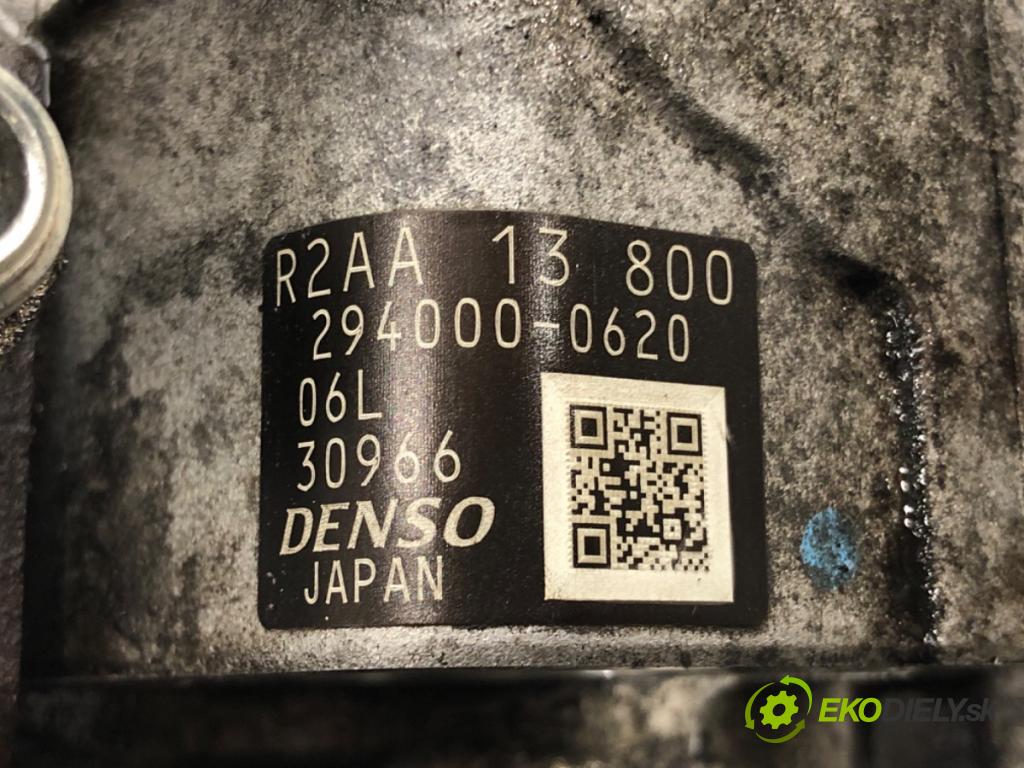 R2AA 13 800
294000-0620
06L
30966
DENSO
JAPAN
EKODIELY.sk